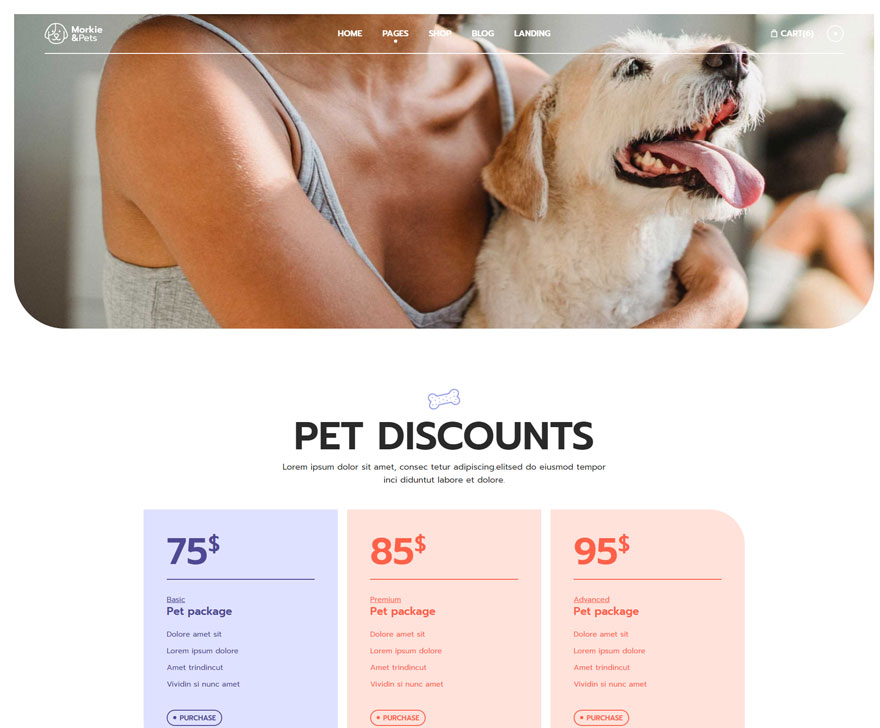 Morkie
&Pets
HOME PAGES SHOP BLOG LANDING
CART(6)
PET DISCOUNTS
Lorem ipsum dolor sit amet, consec tetur adipiscing.elitsed do eiusmod tempor
inci diduntut labore et dolore.
75$ 85$ 95$
Basic Premium Advanced
Pet package Pet package Pet package
Dolore amet sit Dolore amet sit Dolore amet sit
Lorem ipsum dolore Lorem ipsum dolore Lorem ipsum dolore
Amet trindincut Amet trindincut Amet trindincut
Vividin si nunc amet Vividin si nunc amet Vividin si nunc amet
PURCHASE PURCHASE PURCHASE